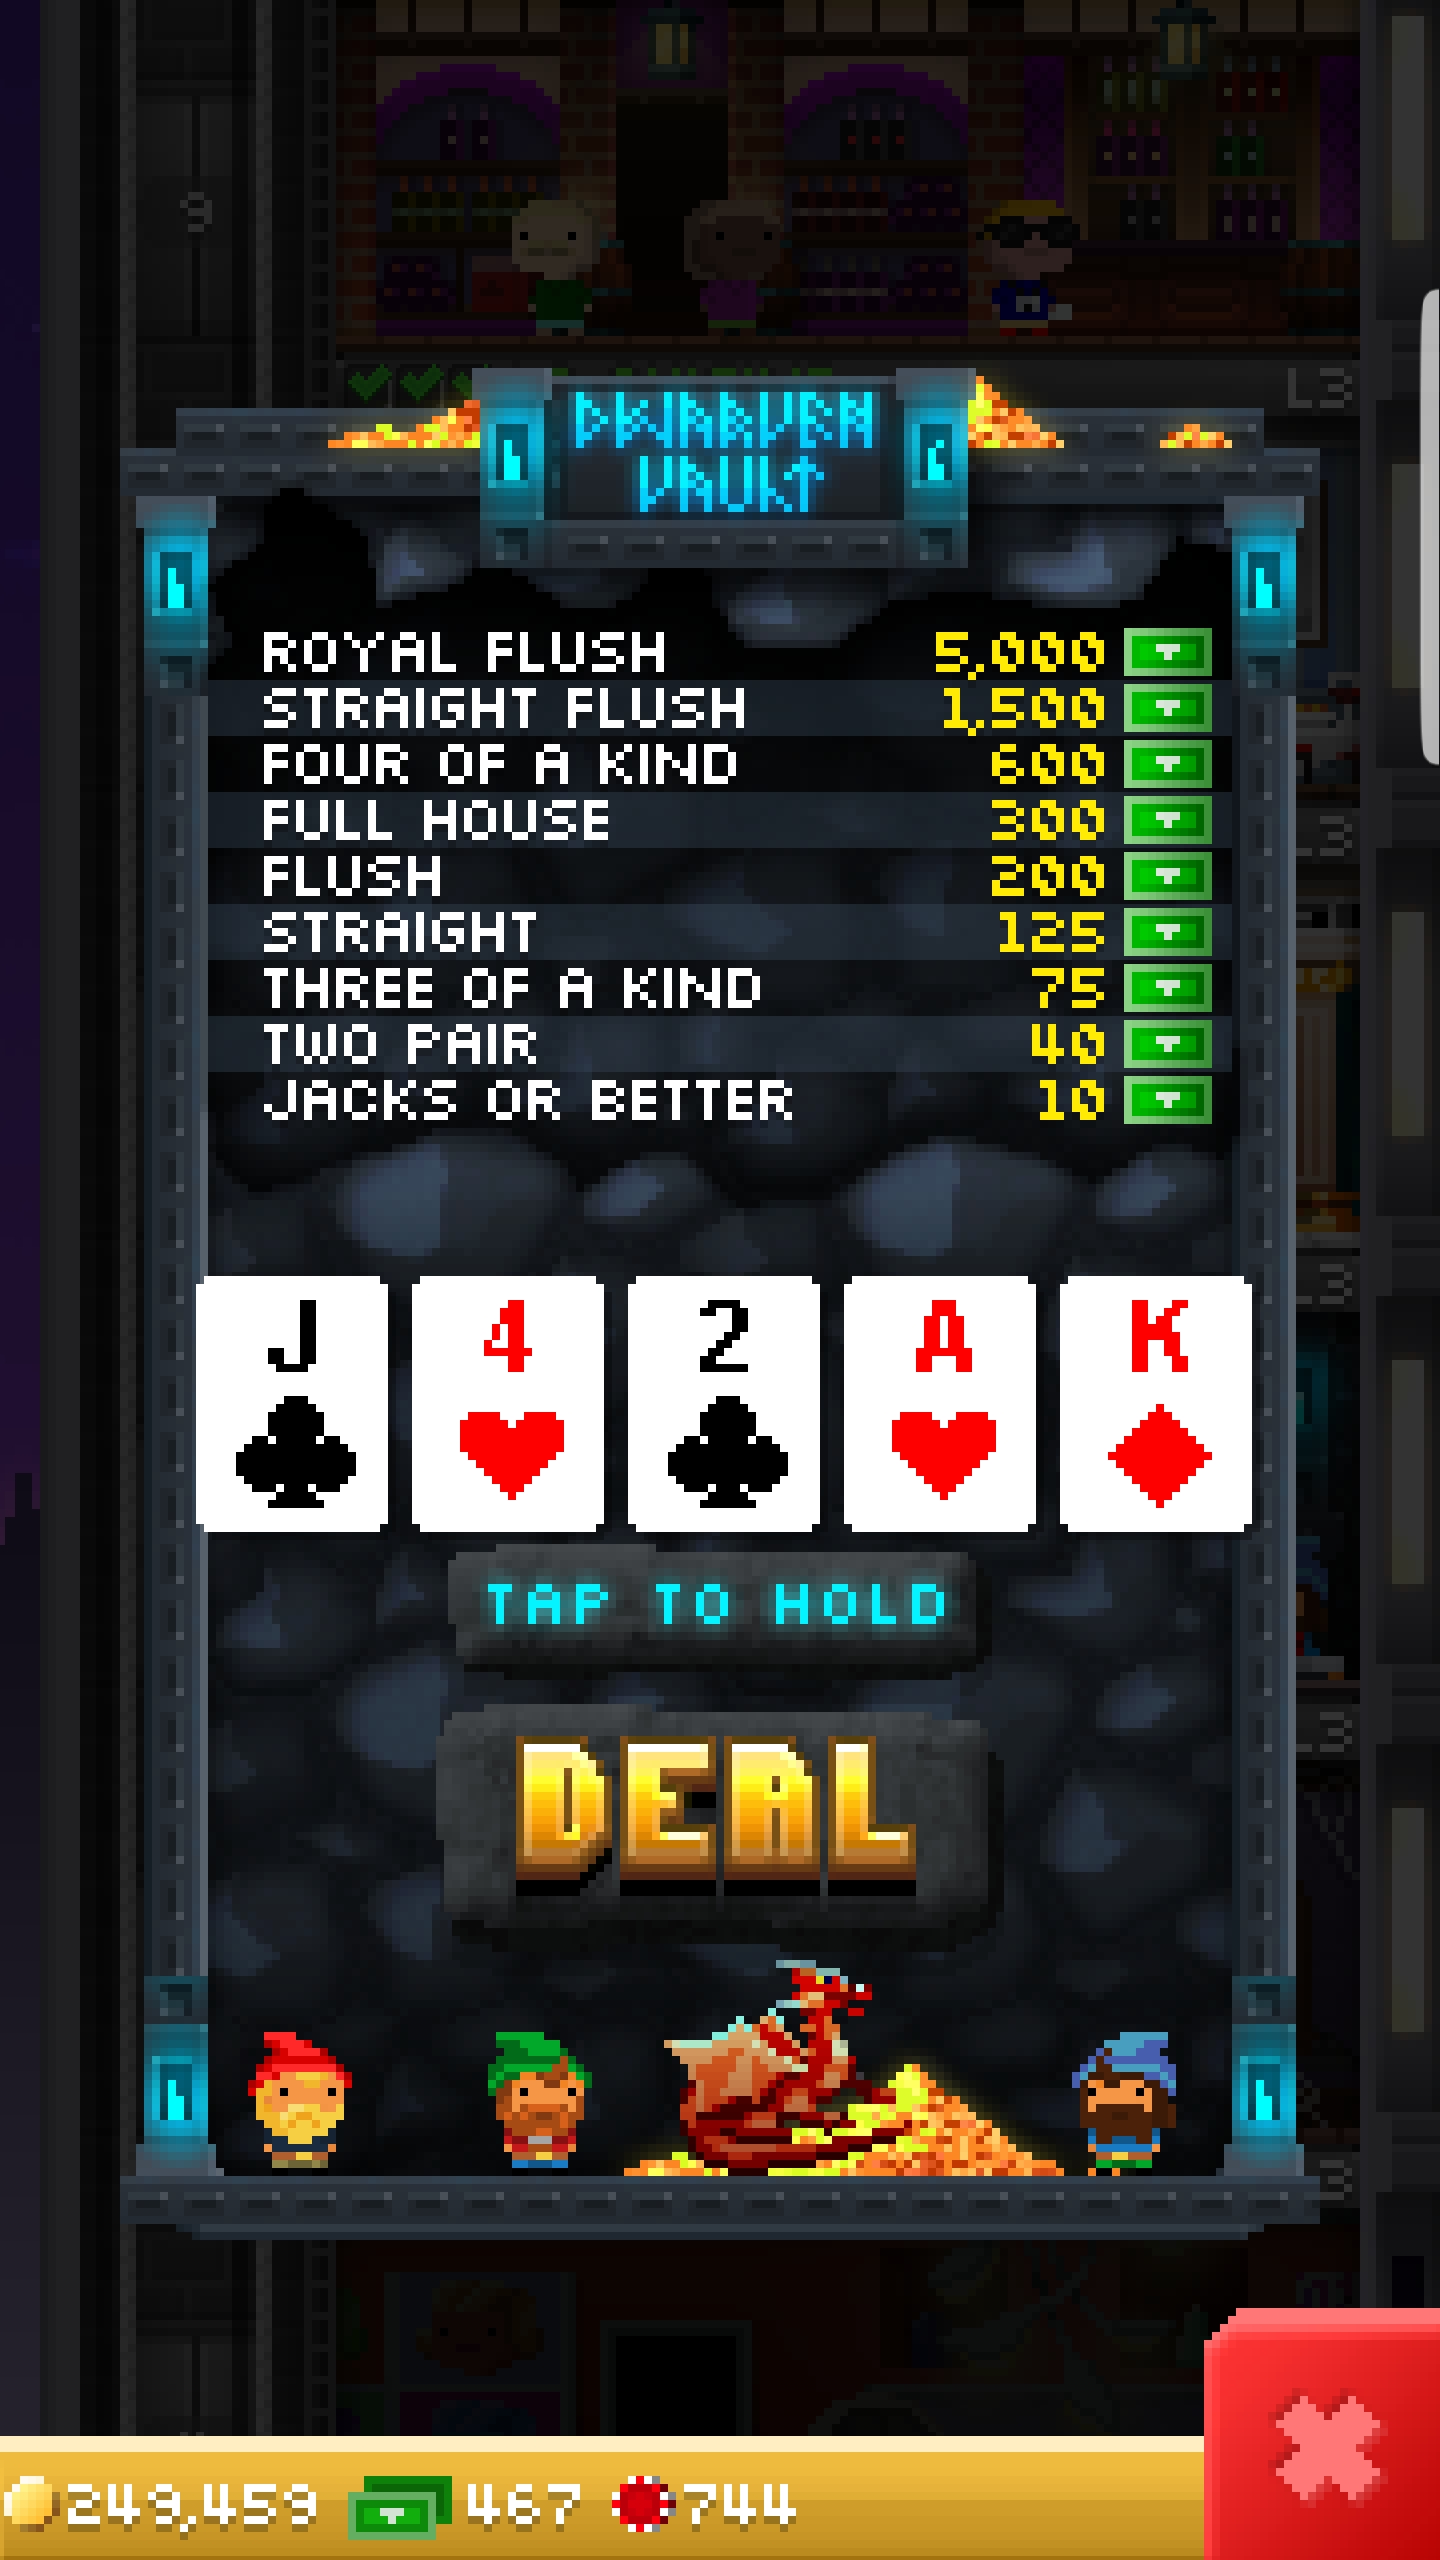 9
L3
DWARVEN
VAULT
ROYAL FLUSH 5,000
STRAIGHT FLUSH 1,500
FOUR OF A KIND 600
FULL HOUSE 300
FLUSH 200
STRAIGHT 125
THREE OF A KIND 75
TWO PAIR 40
JACKS OR BETTER 10
J 4 2 A K
TAP TO HOLD
DEAL
249,459 467 744